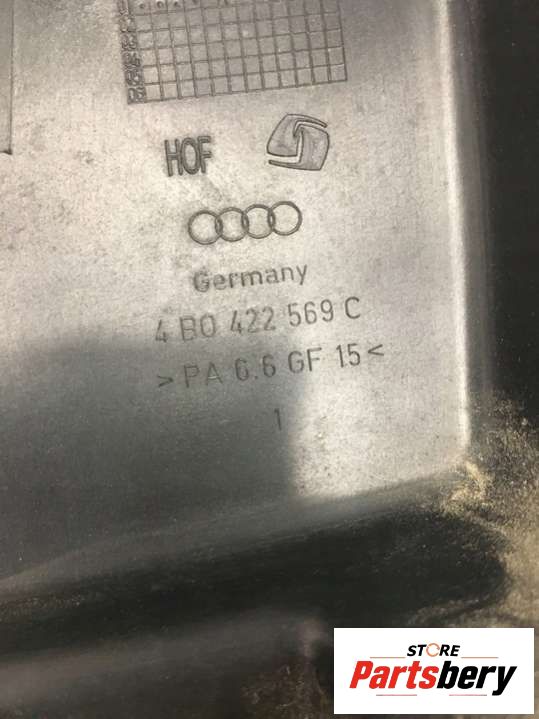 HOF
Germany
4 B0 422 569 C
>PA 6.6 GF 15<
1
STORE
Partsbery